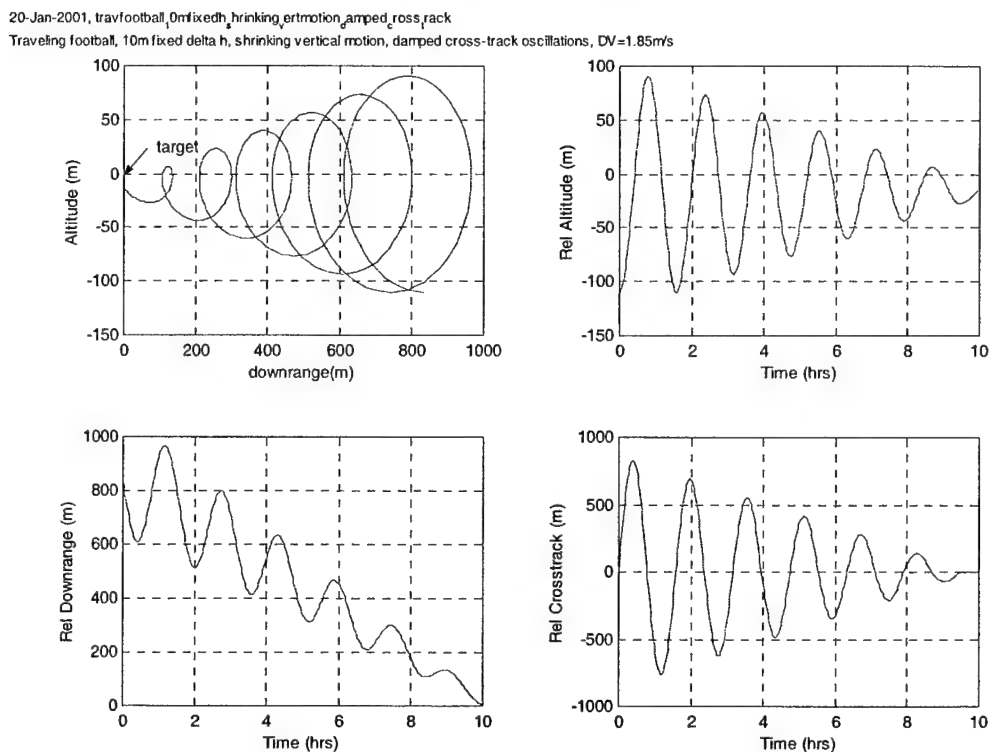 20-Jan-2001, travfootball10mfixedhshrinkingvertmotiondampedcrosstrack
Traveling football, 10m fixed delta h, shrinking vertical motion, damped cross-track oscillations, DV=1.85m/s
100
50
0
-50
-100
-150
Altitude (m)
target
0 200 400 600 800 1000
downrange(m)
100
50
0
-50
-100
-150
Rel Altitude (m)
0 2 4 6 8 10
Time (hrs)
1000
800
600
400
200
0
Rel Downrange (m)
0 2 4 6 8 10
Time (hrs)
1000
500
0
-500
-1000
Rel Crosstrack (m)
0 2 4 6 8 10
Time (hrs)